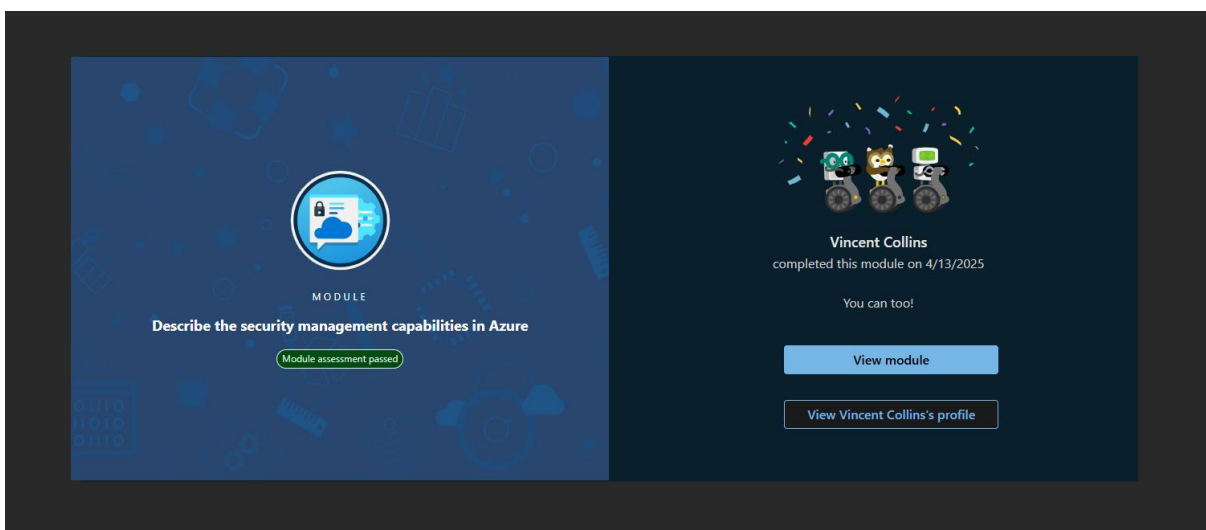 MODULE
Describe the security management capabilities in Azure
Module assessment passed
Vincent Collins
completed this module on 4/13/2025
You can too!
View module
View Vincent Collins's profile